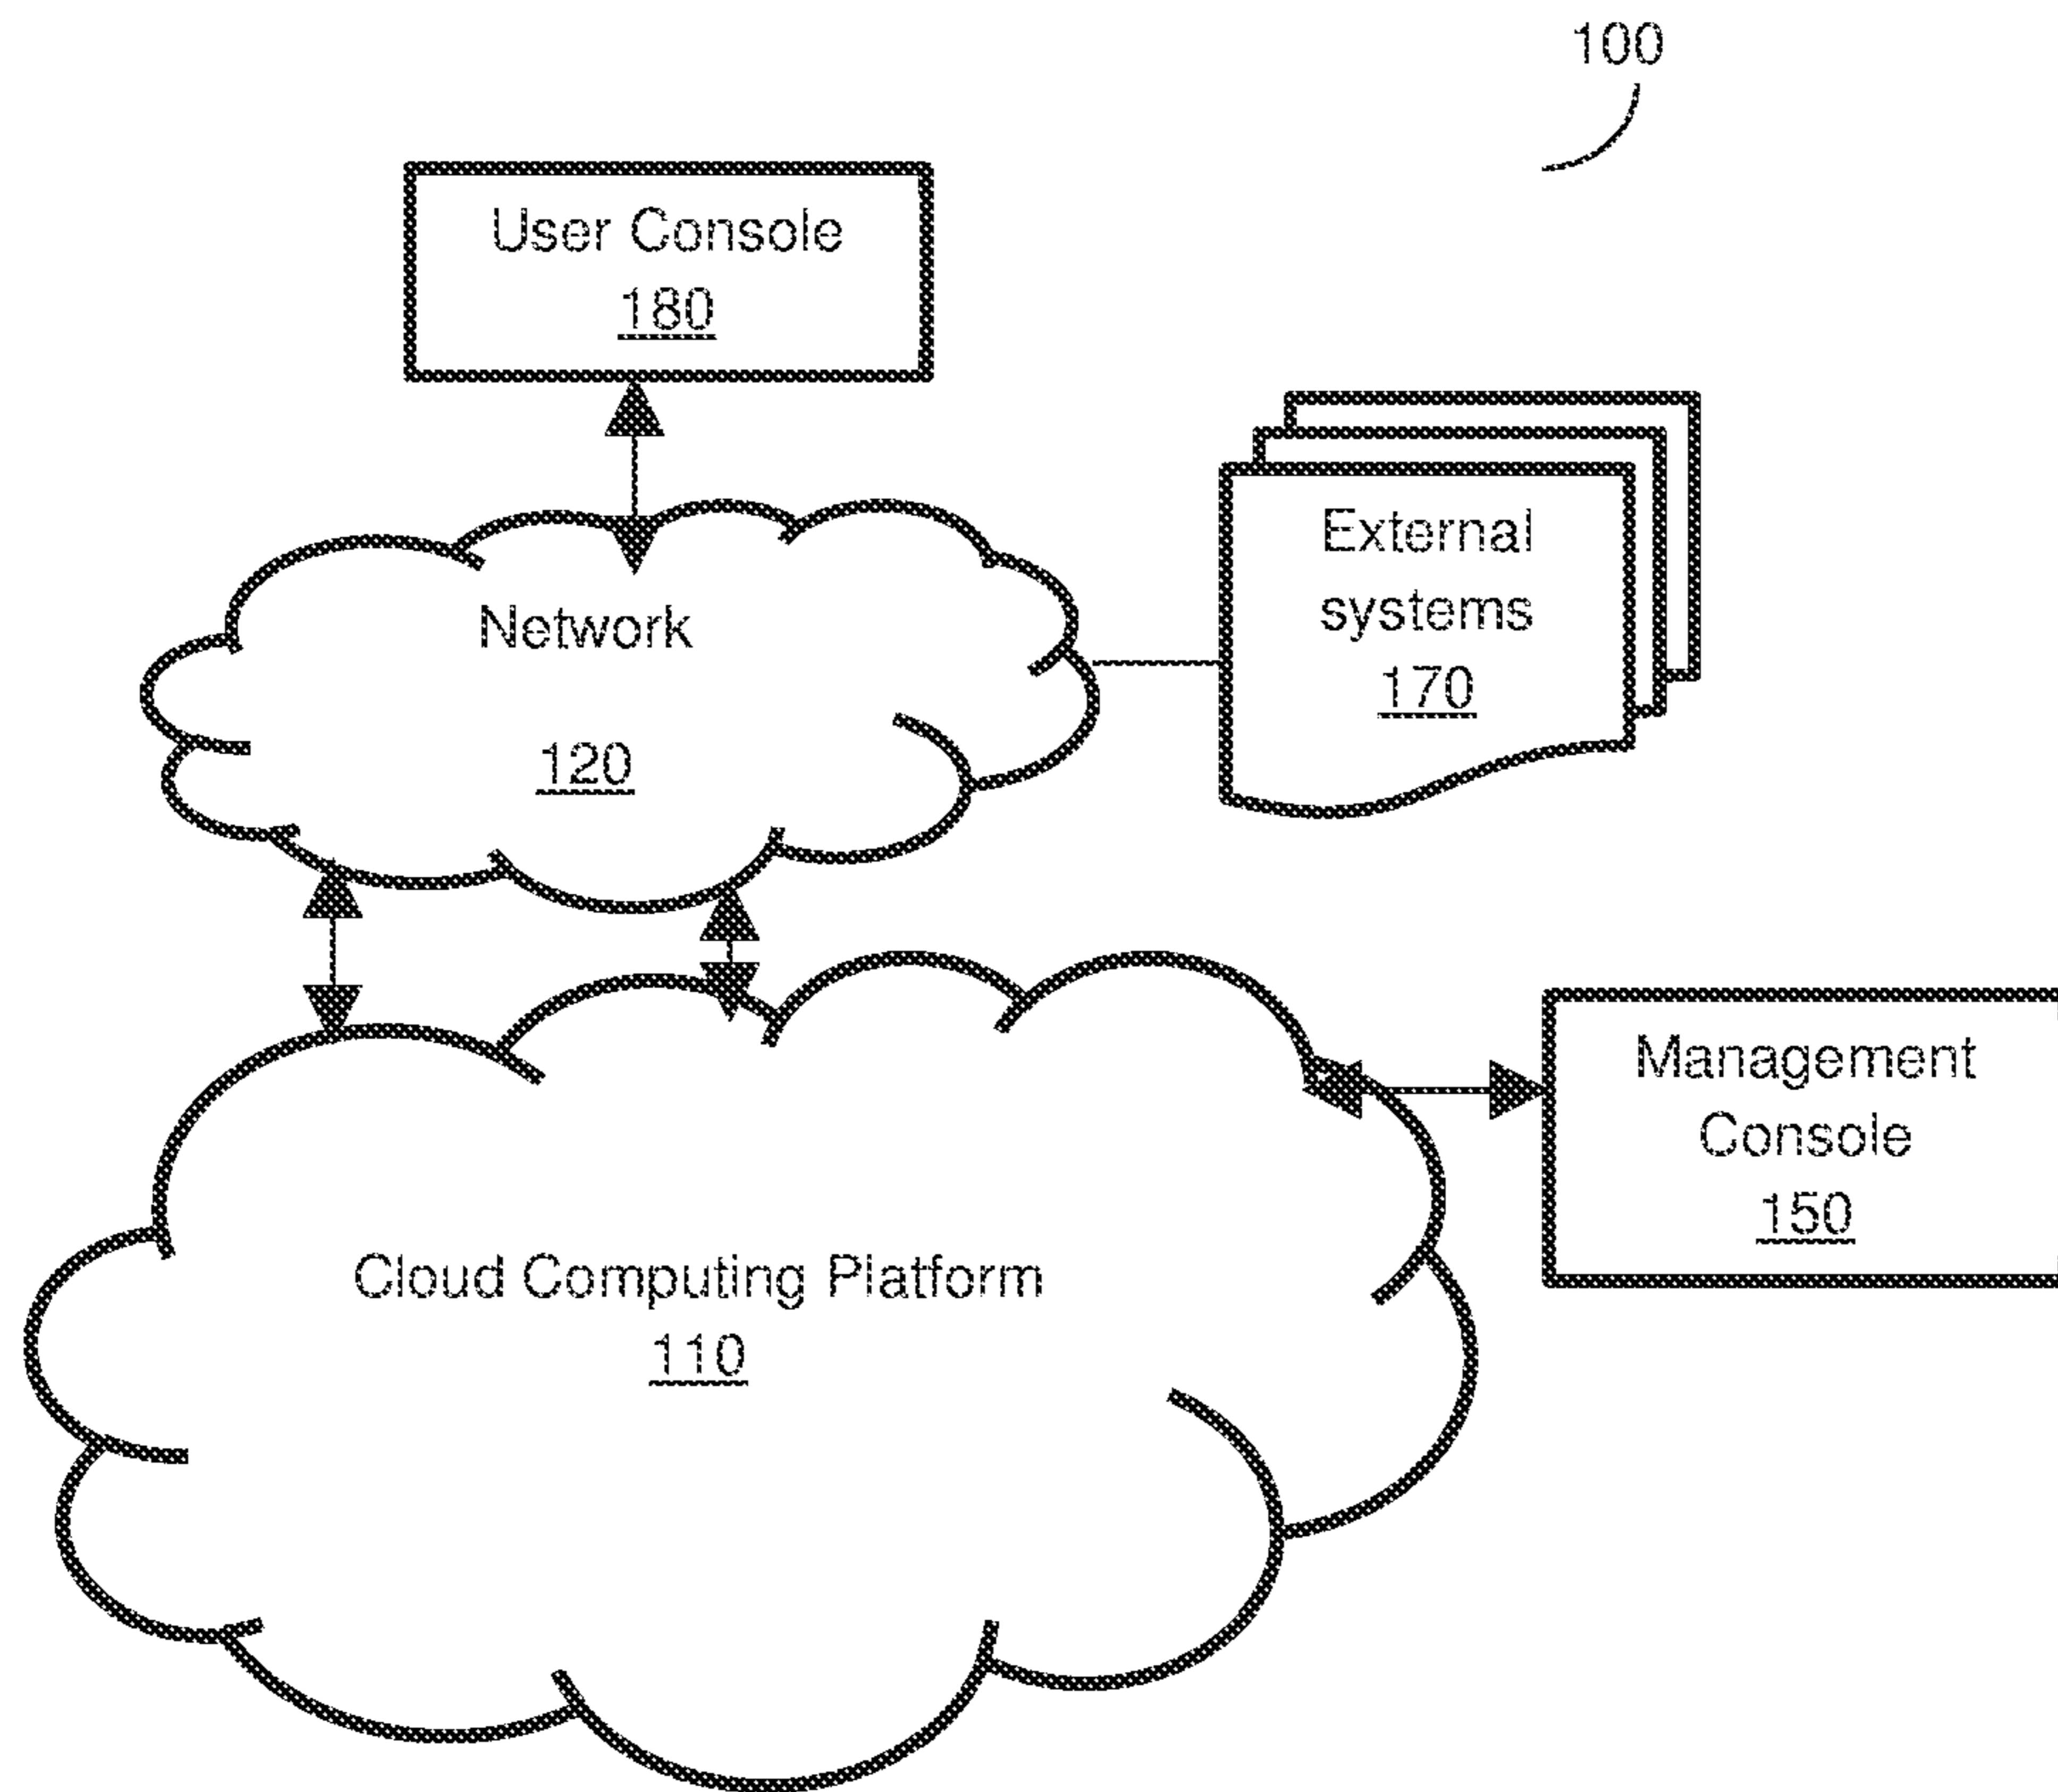 100
User Console
180
External
systems
170
Network
120
Management
Console
150
Cloud Computing Platform
110